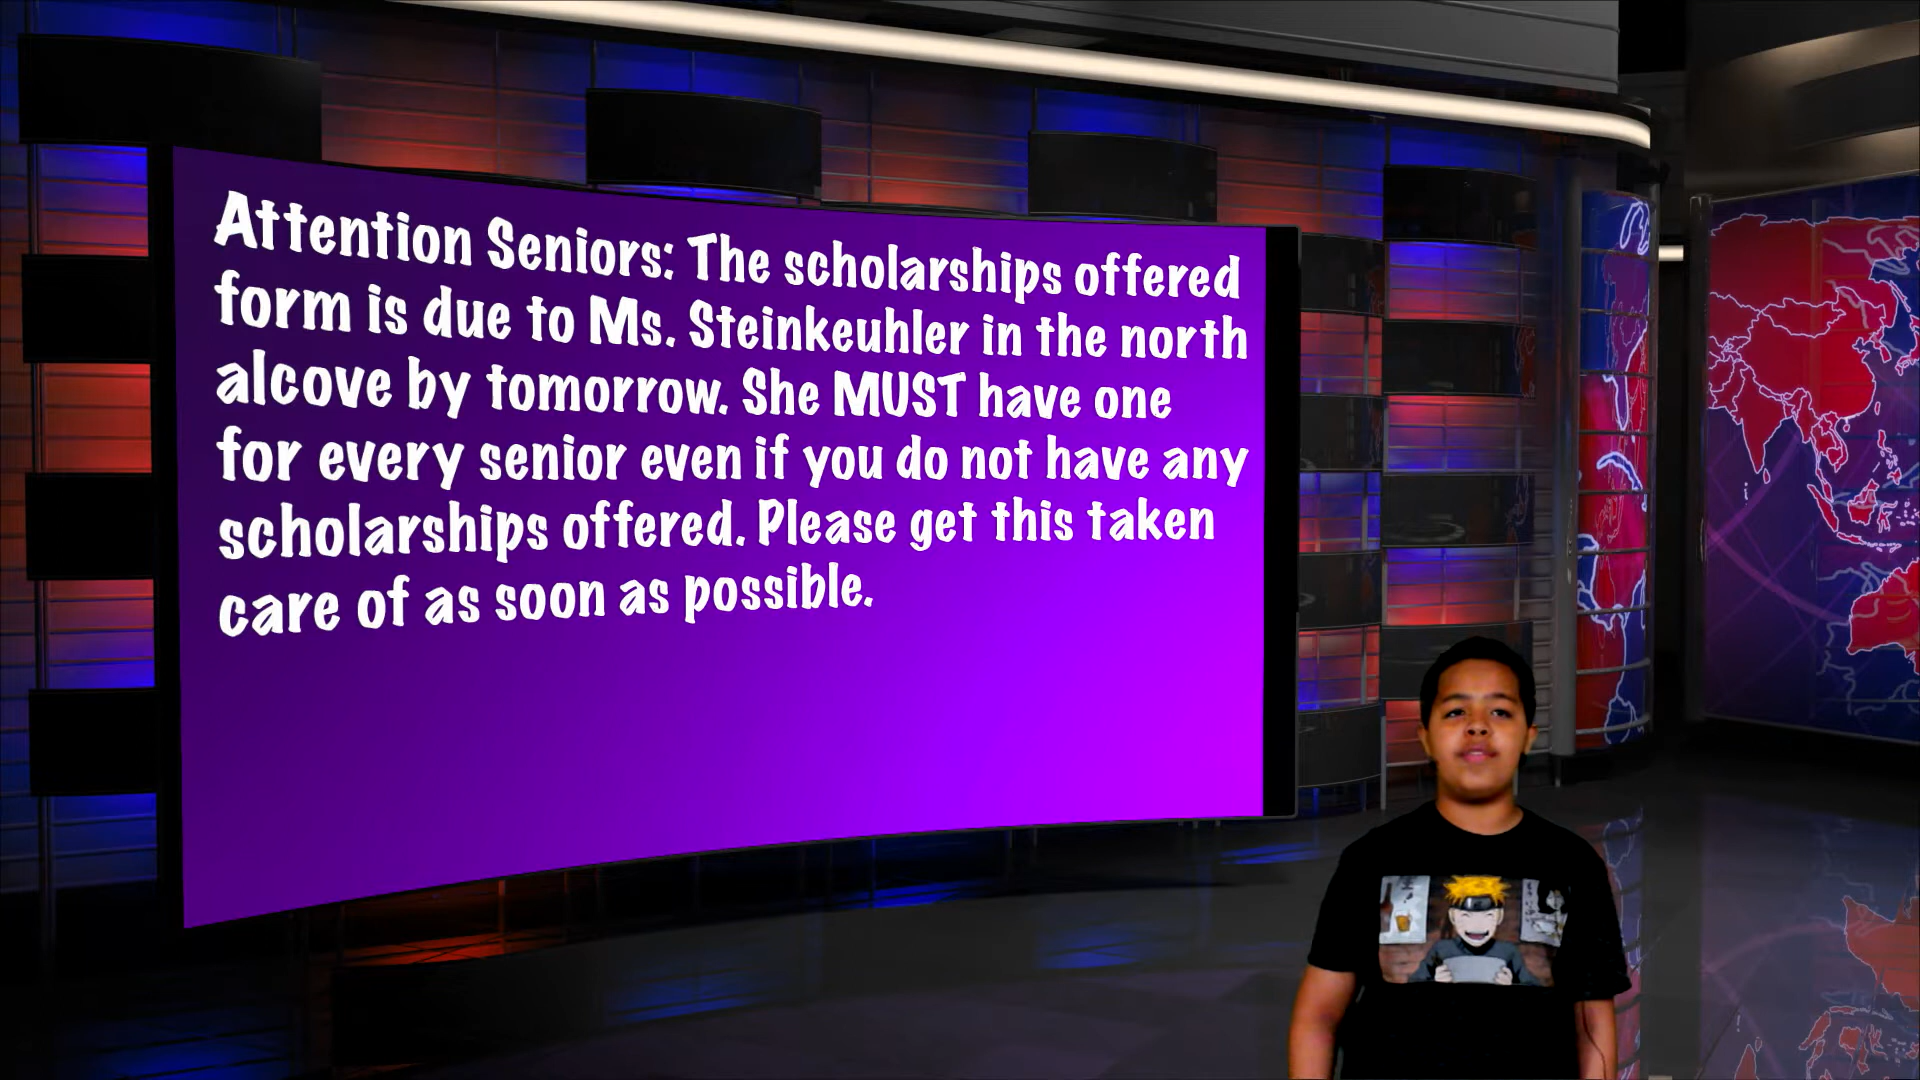 Attention Seniors: The scholarships offered
form is due to Ms. Steinkeuhler in the north
alcove by tomorrow. She MUST have one
for every senior even if you do not have any
scholarships offered. Please get this taken
care of as soon as possible.